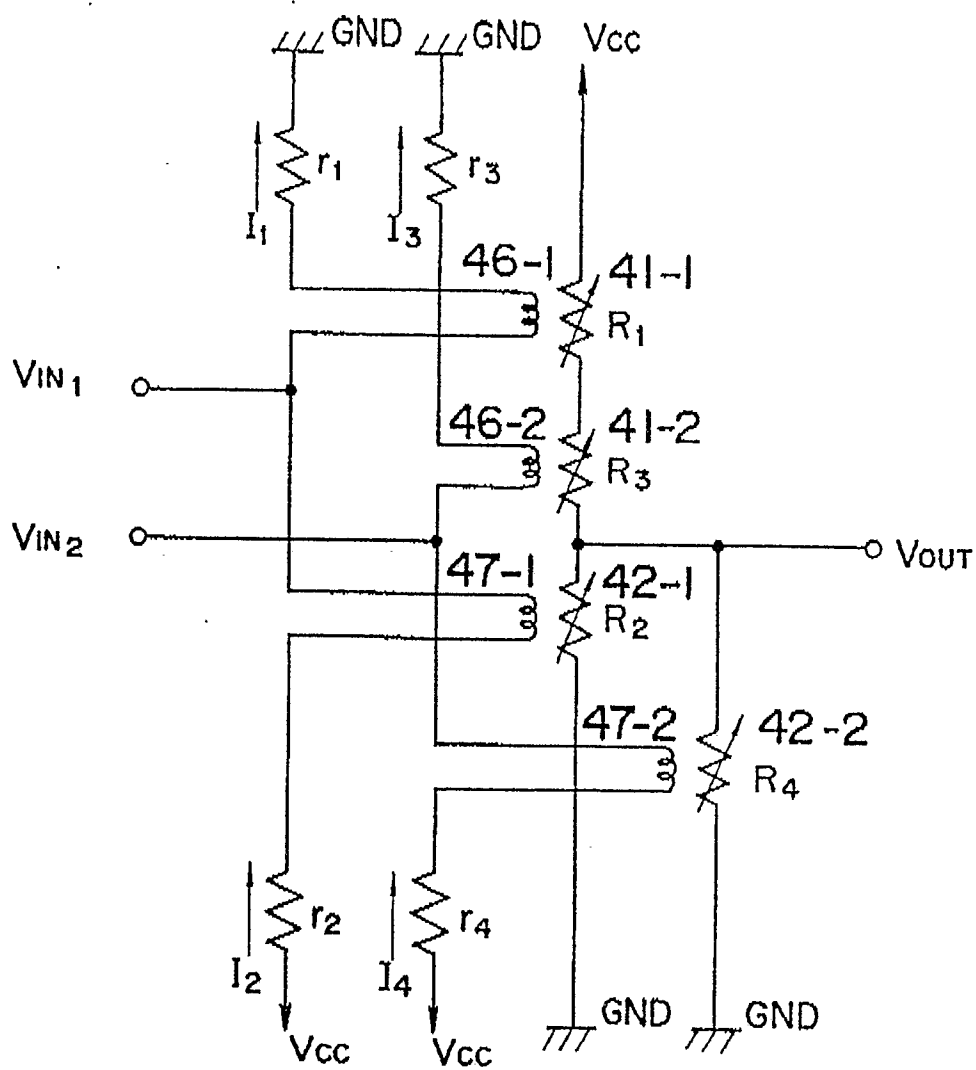 GND GND VCC
r1 r3
I1 I3
46-1 41-1
R1
VIN1
46-2 41-2
R3
VIN2 VOUT
47-1 42-1
R2
47-2 42-2
R4
r2 r4
I2 I4
GND GND
VCC VCC